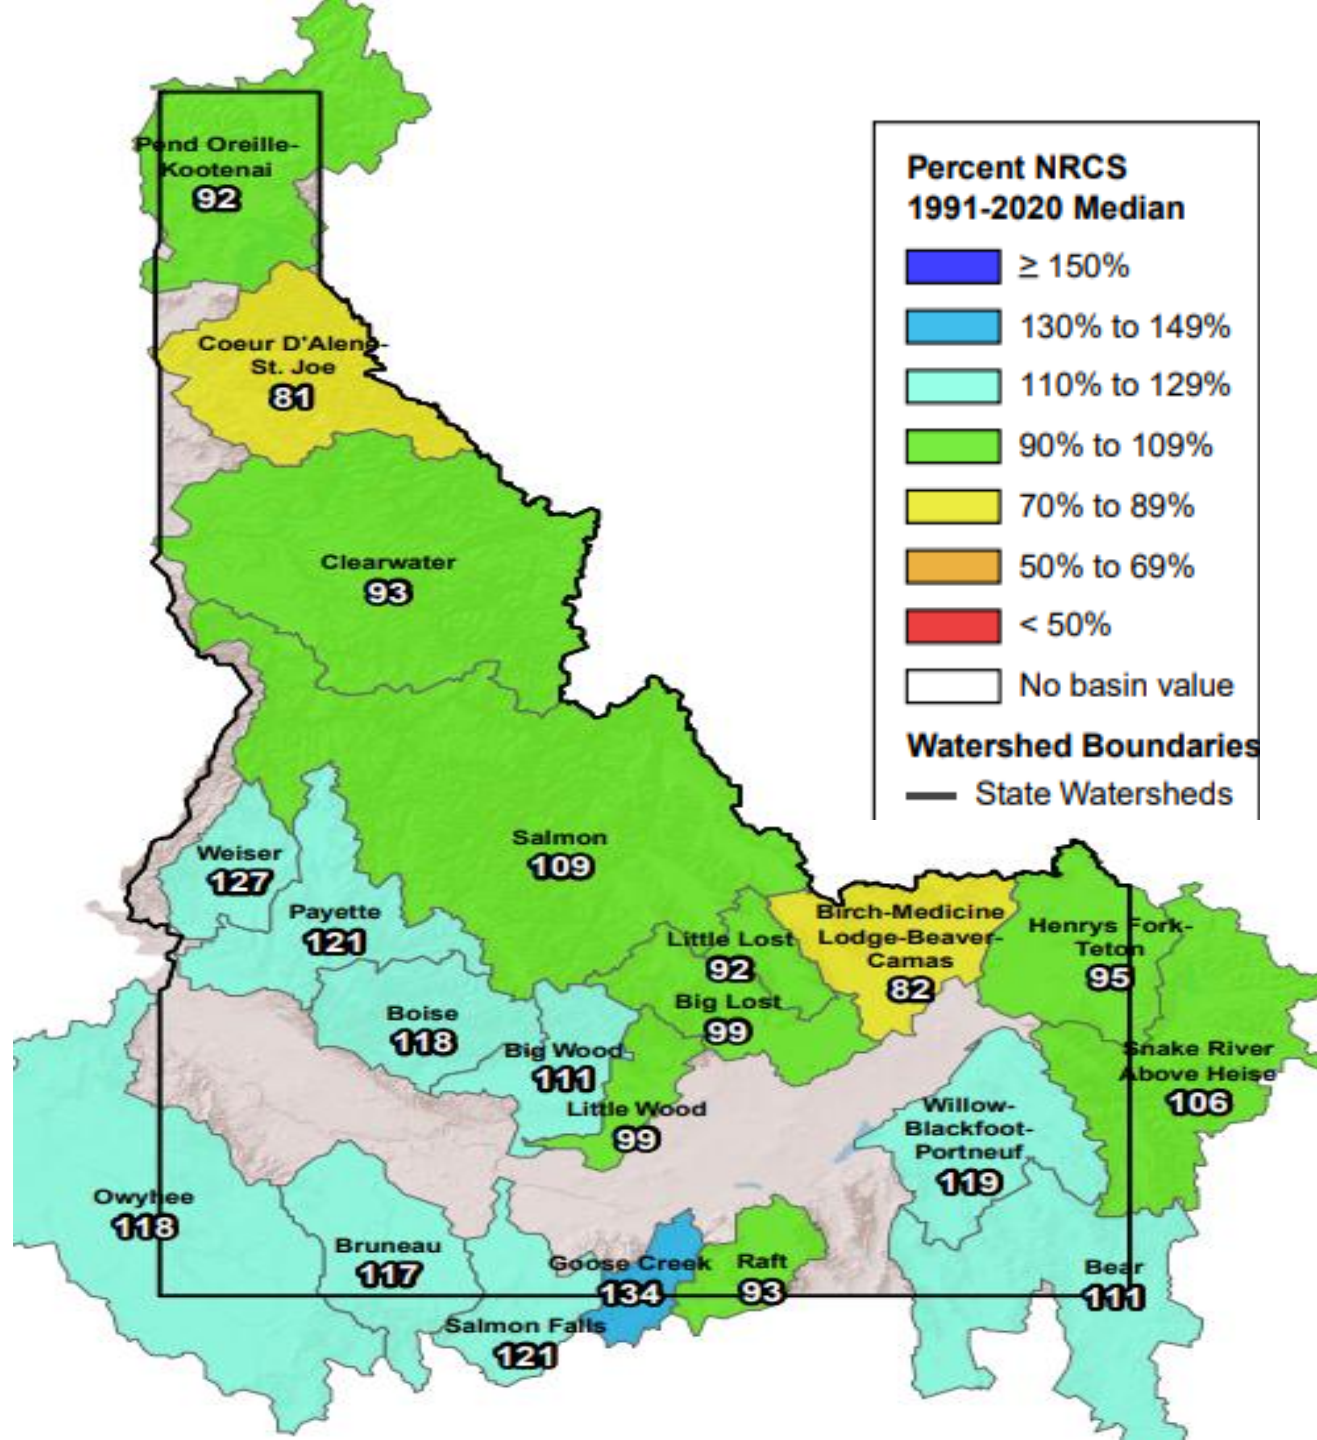 Pend Oreille-
Kootenai
92
Coeur D'Alene-
St. Joe
81
Clearwater
93
Salmon
109
Weiser
127
Payette
121
Boise
118
Big Wood
111
Little Wood
99
Little Lost
92
Big Lost
99
Birch-Medicine
Lodge-Beaver-
Camas
82
Henrys Fork-
Teton
95
Snake River
Above Heise
106
Willow-
Blackfoot-
Portneuf
119
Owyhee
118
Bruneau
117
Salmon Falls
121
Goose Creek
134
Raft
93
Bear
111
Percent NRCS
1991-2020 Median
≥ 150%
130% to 149%
110% to 129%
90% to 109%
70% to 89%
50% to 69%
< 50%
No basin value
Watershed Boundaries
State Watersheds